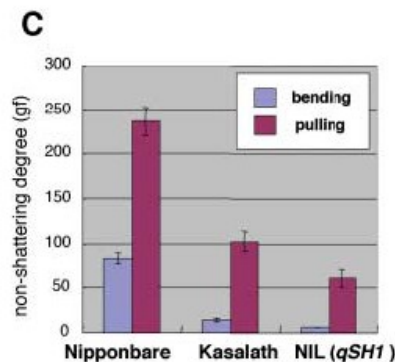 C
non-shattering degree (gf)
300
250
200
150
100
50
0
bending
pulling
Nipponbare Kasalath NIL (qSH1)